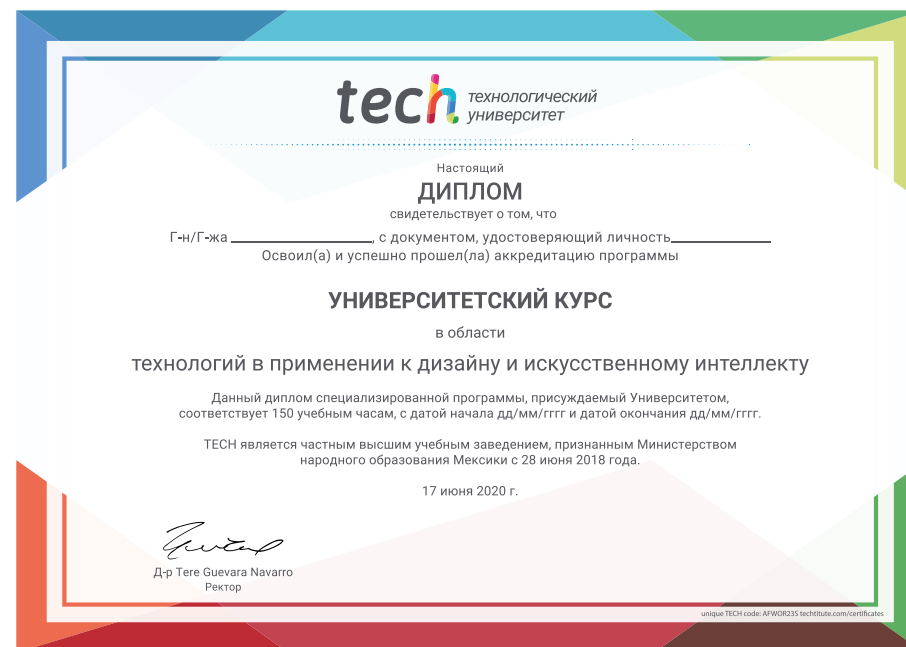 tech технологический
университет
Настоящий
ДИПЛОМ
свидетельствует о том, что
Г-н/Г-жа ____________________, с документом, удостоверяющий личность______________
Освоил(а) и успешно прошел(ла) аккредитацию программы
УНИВЕРСИТЕТСКИЙ КУРС
в области
технологий в применении к дизайну и искусственному интеллекту
Данный диплом специализированной программы, присуждаемый Университетом,
соответствует 150 учебным часам, с датой начала дд/мм/гггг и датой окончания дд/мм/гггг.
TECH является частным высшим учебным заведением, признанным Министерством
народного образования Мексики с 28 июня 2018 года.
17 июня 2020 г.
Д-р Tere Guevara Navarro
Ректор
unique TECH code: AFWOR23S techtitute.com/certificates